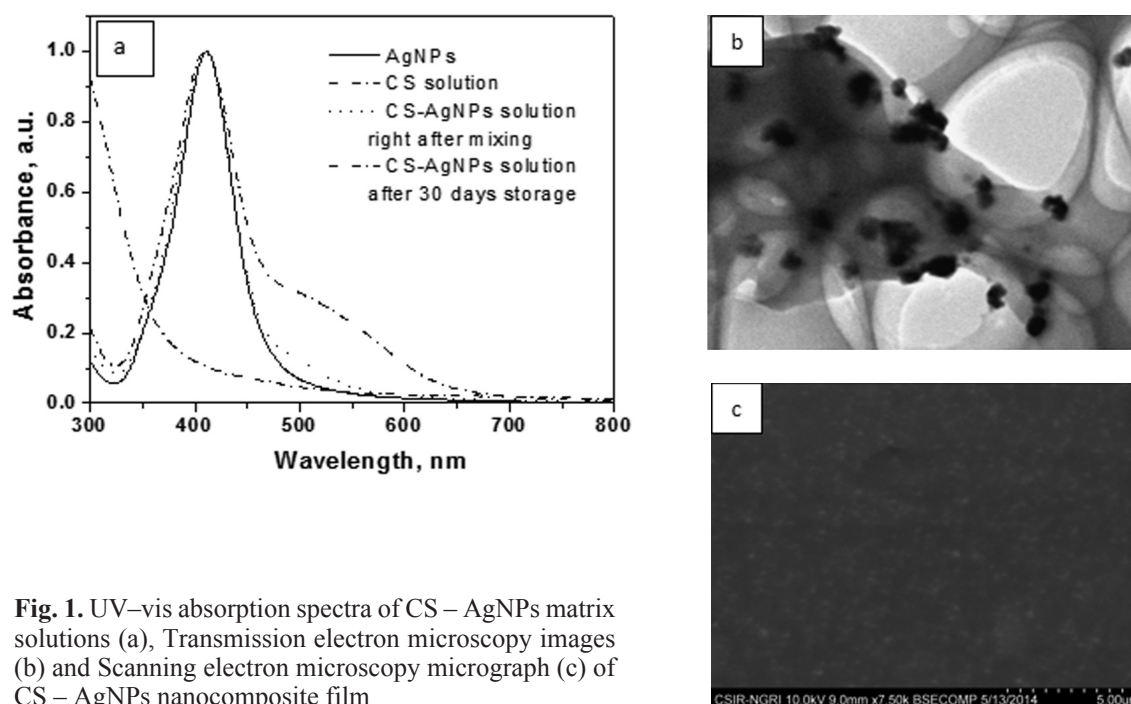 a
1.0
0.8
0.6
0.4
0.2
0.0
Absorbance, a.u.
300 400 500 600 700 800
Wavelength, nm
AgNPs
CS solution
CS-AgNPs solution
right after mixing
CS-AgNPs solution
after 30 days storage
b
c
CSIR-NGRI 10.0kV 9.0mm x7.50k BSECOMP 5/13/2014 5.00µm
Fig. 1. UV–vis absorption spectra of CS – AgNPs matrix
solutions (a), Transmission electron microscopy images
(b) and Scanning electron microscopy micrograph (c) of
CS – AgNPs nanocomposite film